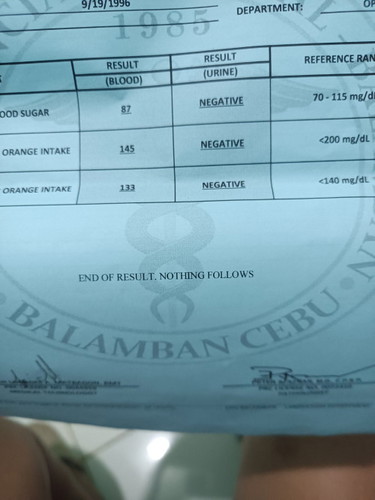 9/19/1996
DEPARTMENT: OP
1985
RESULT RESULT REFERENCE RAN
(BLOOD) (URINE)
OOD SUGAR 87 NEGATIVE 70 - 115 mg/dl
ORANGE INTAKE 145 NEGATIVE <200 mg/dL
ORANGE INTAKE 133 NEGATIVE <140 mg/dL
END OF RESULT. NOTHING FOLLOWS
BALAMBAN CEBU